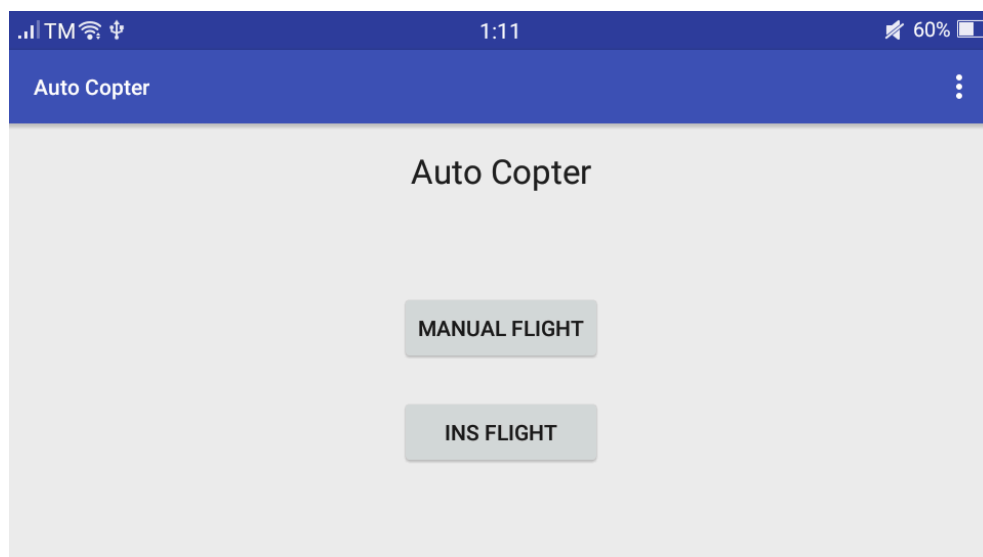 TM 1:11 60%
Auto Copter
Auto Copter
MANUAL FLIGHT
INS FLIGHT